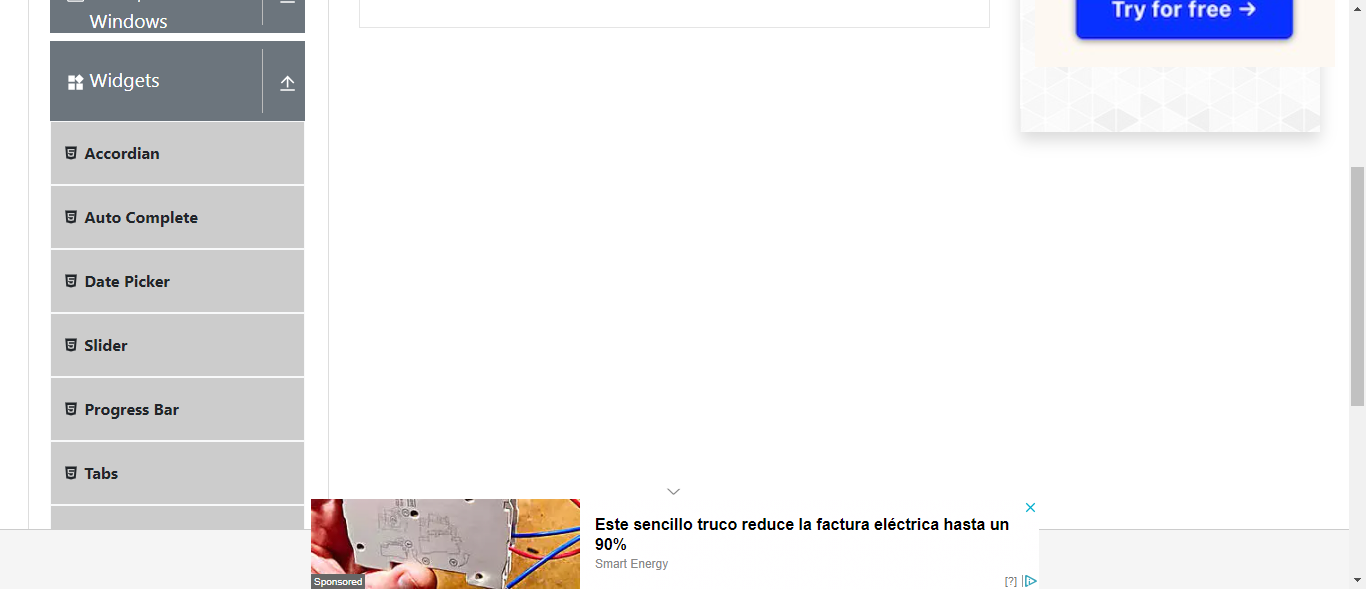 Windows
Widgets
Accordian
Auto Complete
Date Picker
Slider
Progress Bar
Tabs
Try for free →
Este sencillo truco reduce la factura eléctrica hasta un
90%
Smart Energy
Sponsored
[?]